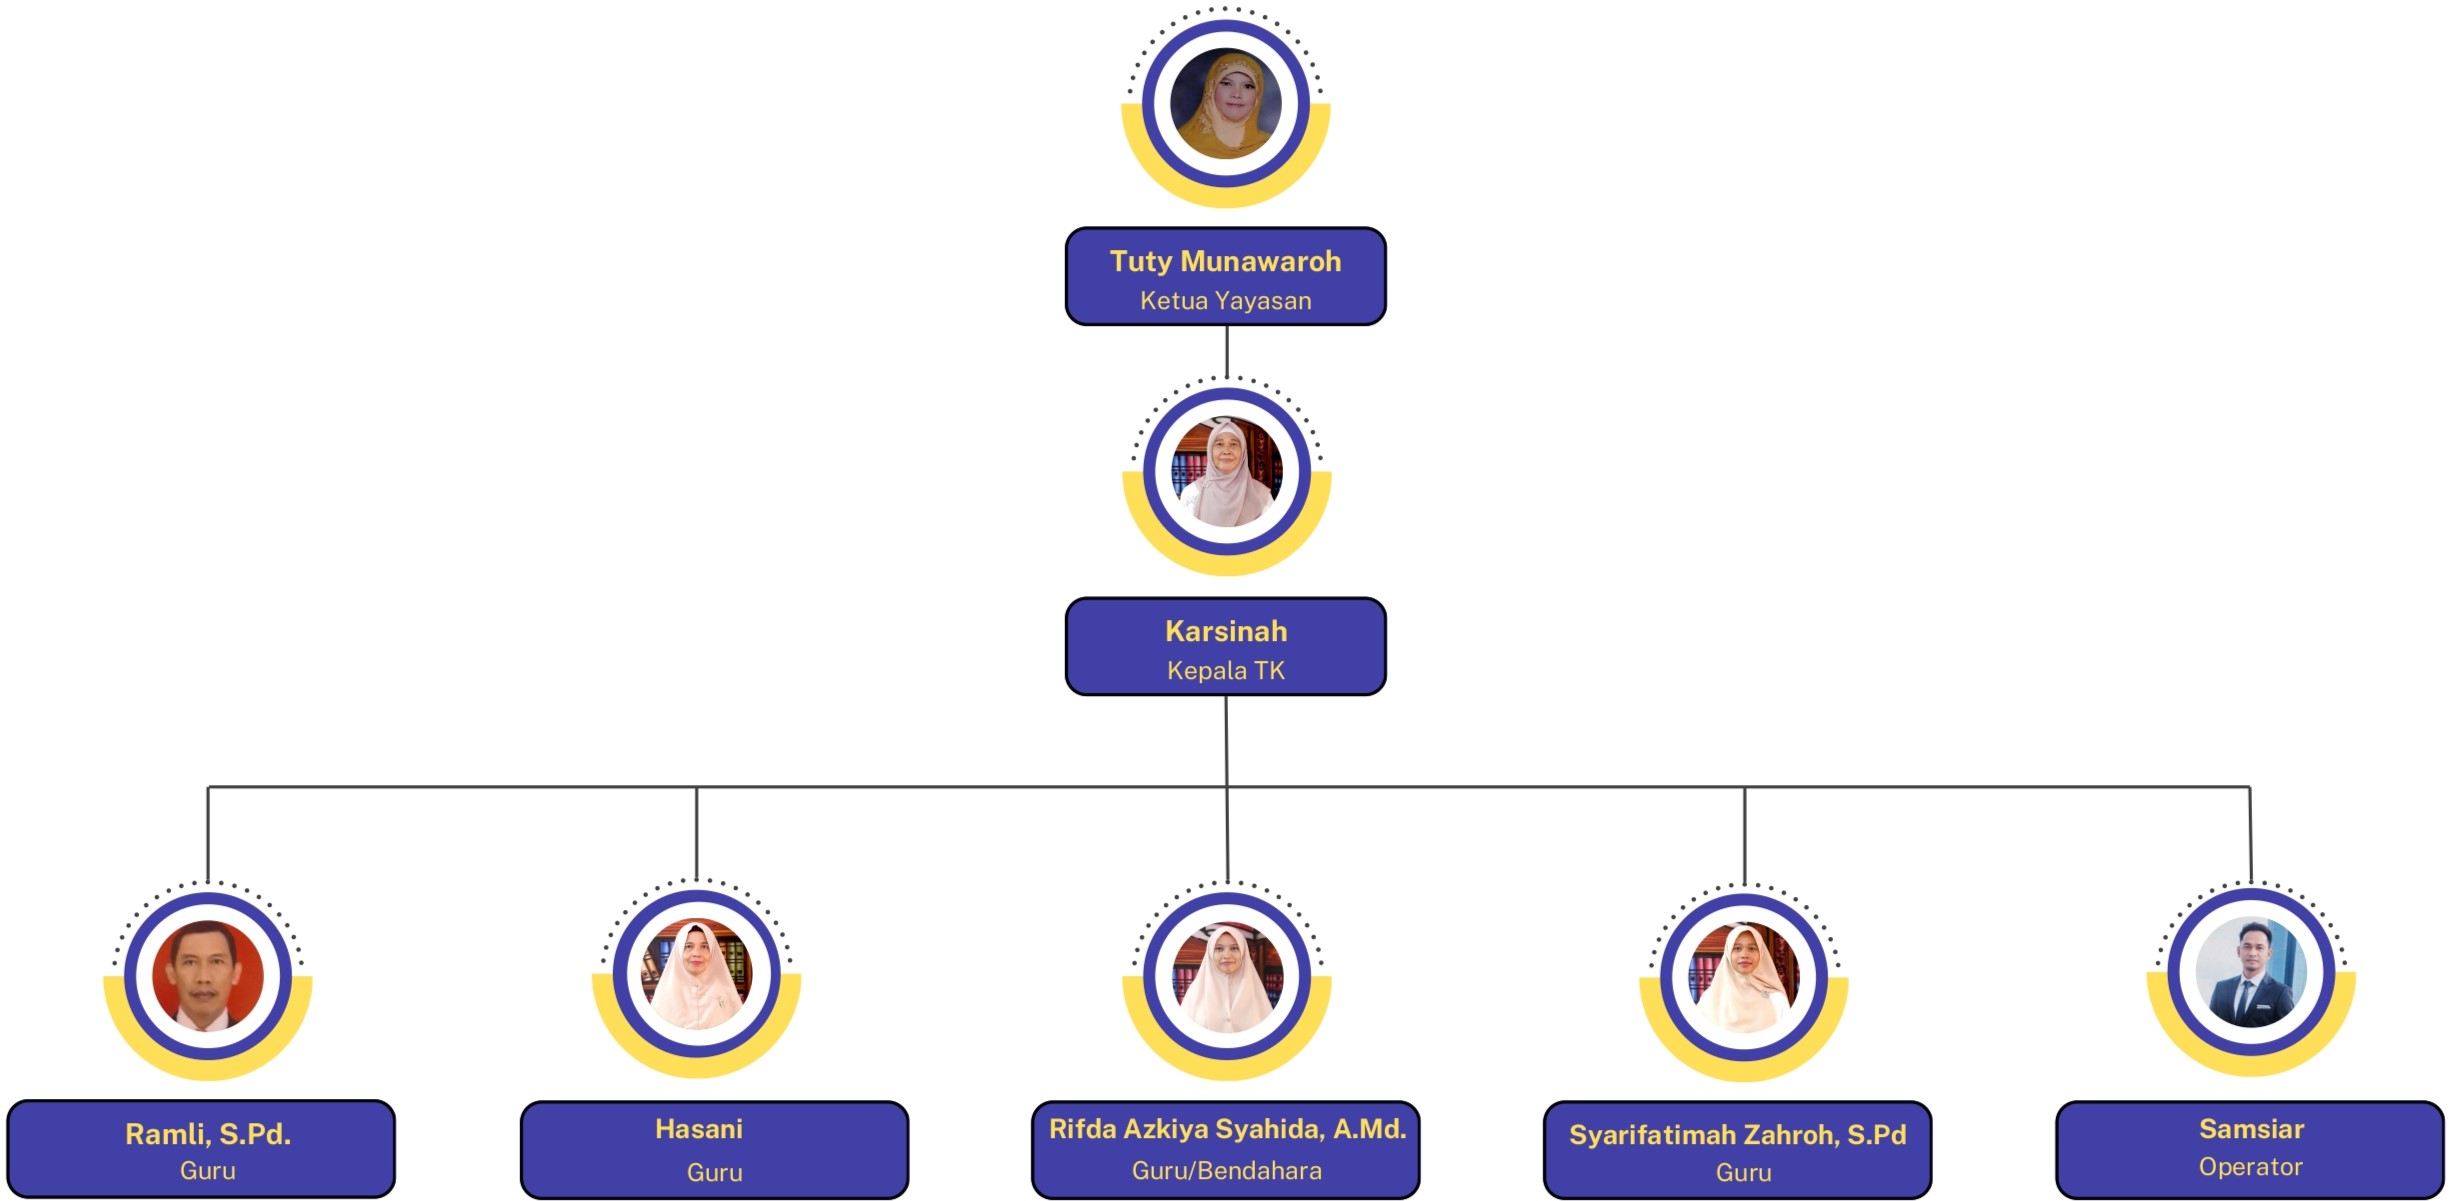 Tuty Munawaroh
Ketua Yayasan
Karsinah
Kepala TK
Ramli, S.Pd.
Guru
Hasani
Guru
Rifda Azkiya Syahida, A.Md.
Guru/Bendahara
Syarifatimah Zahroh, S.Pd
Guru
Samsiar
Operator